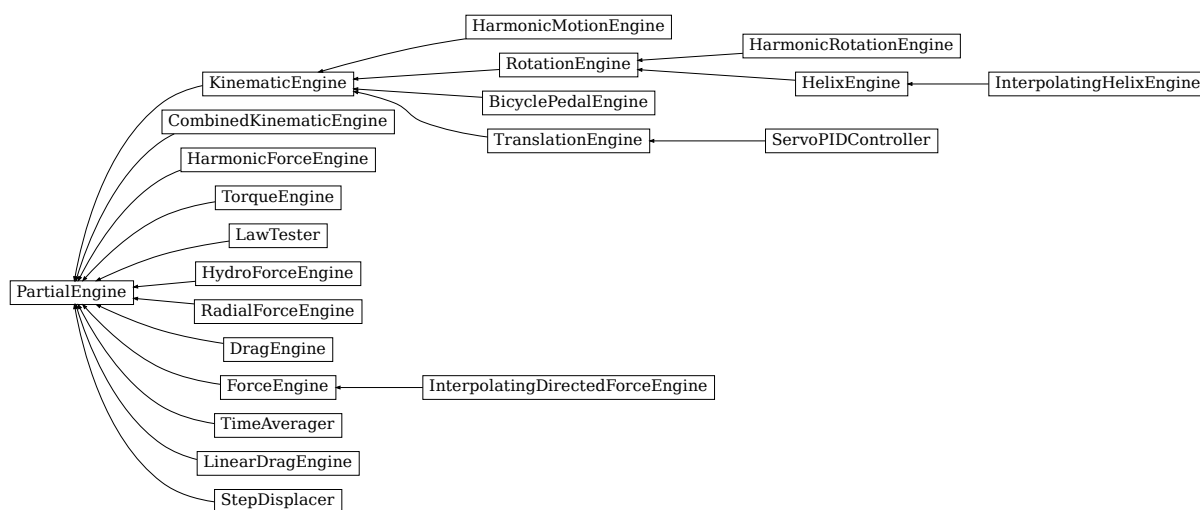 HarmonicMotionEngine
HarmonicRotationEngine
RotationEngine
KinematicEngine
HelixEngine
InterpolatingHelixEngine
BicyclePedalEngine
CombinedKinematicEngine
TranslationEngine
ServoPIDController
HarmonicForceEngine
TorqueEngine
LawTester
HydroForceEngine
PartialEngine
RadialForceEngine
DragEngine
ForceEngine
InterpolatingDirectedForceEngine
TimeAverager
LinearDragEngine
StepDisplacer